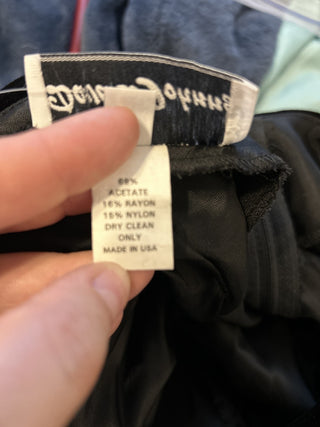 69%
ACETATE
16% RAYON
15% NYLON
DRY CLEAN
ONLY
MADE IN USA